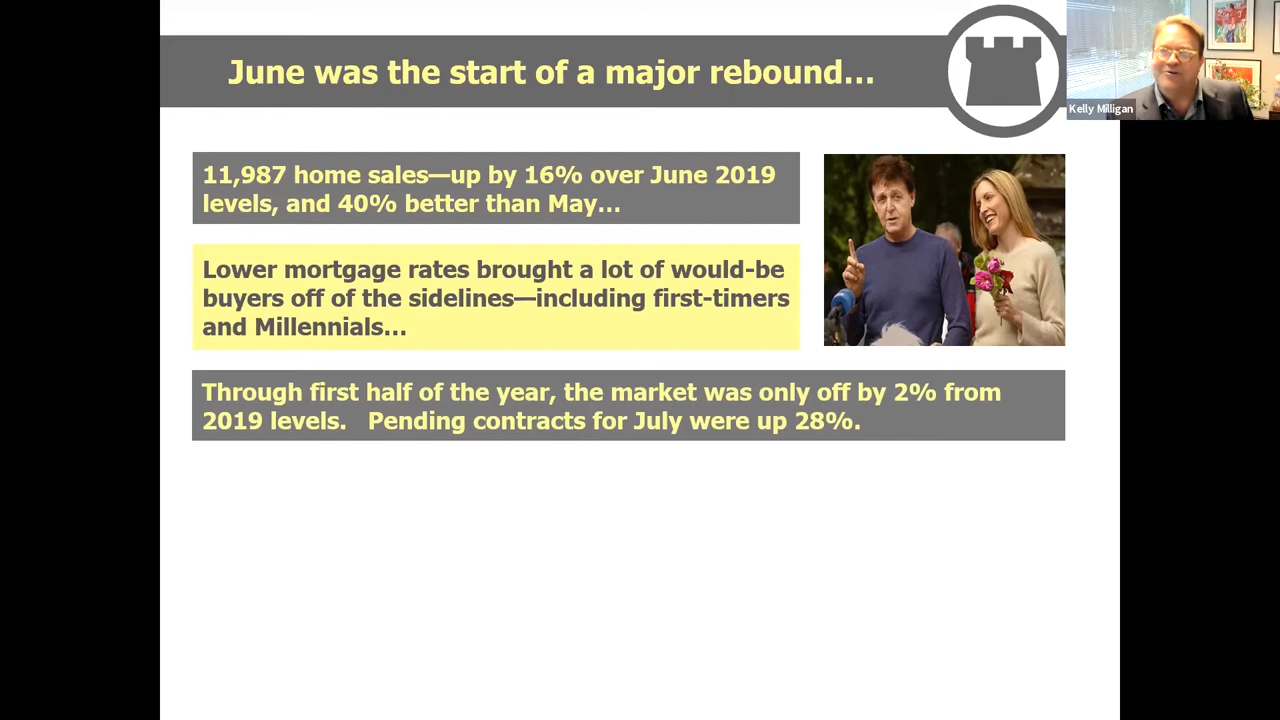 June was the start of a major rebound…
Kelly Milligan
11,987 home sales—up by 16% over June 2019
levels, and 40% better than May…
Lower mortgage rates brought a lot of would-be
buyers off of the sidelines—including first-timers
and Millennials…
Through first half of the year, the market was only off by 2% from
2019 levels.   Pending contracts for July were up 28%.